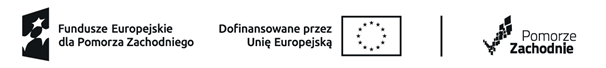 Fundusze Europejskie
dla Pomorza Zachodniego
Dofinansowane przez
Unię Europejską
Pomorze
Zachodnie